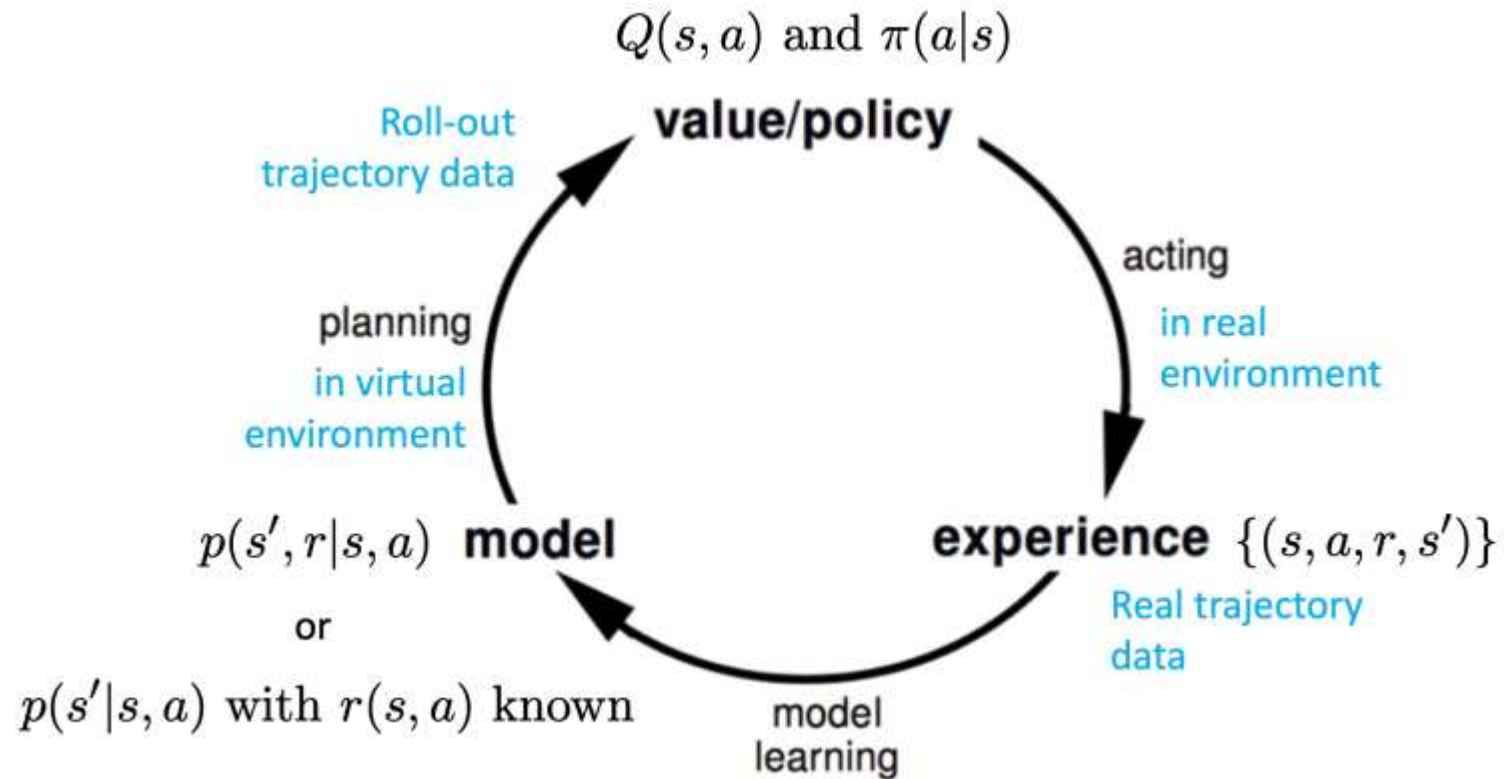 Q(s, a) and π(a|s)
value/policy
Roll-out
trajectory data
acting
in real
environment
planning
in virtual
environment
p(s′, r|s, a) model
or
p(s′|s, a) with r(s, a) known
experience {(s, a, r, s′)}
Real trajectory
data
model
learning